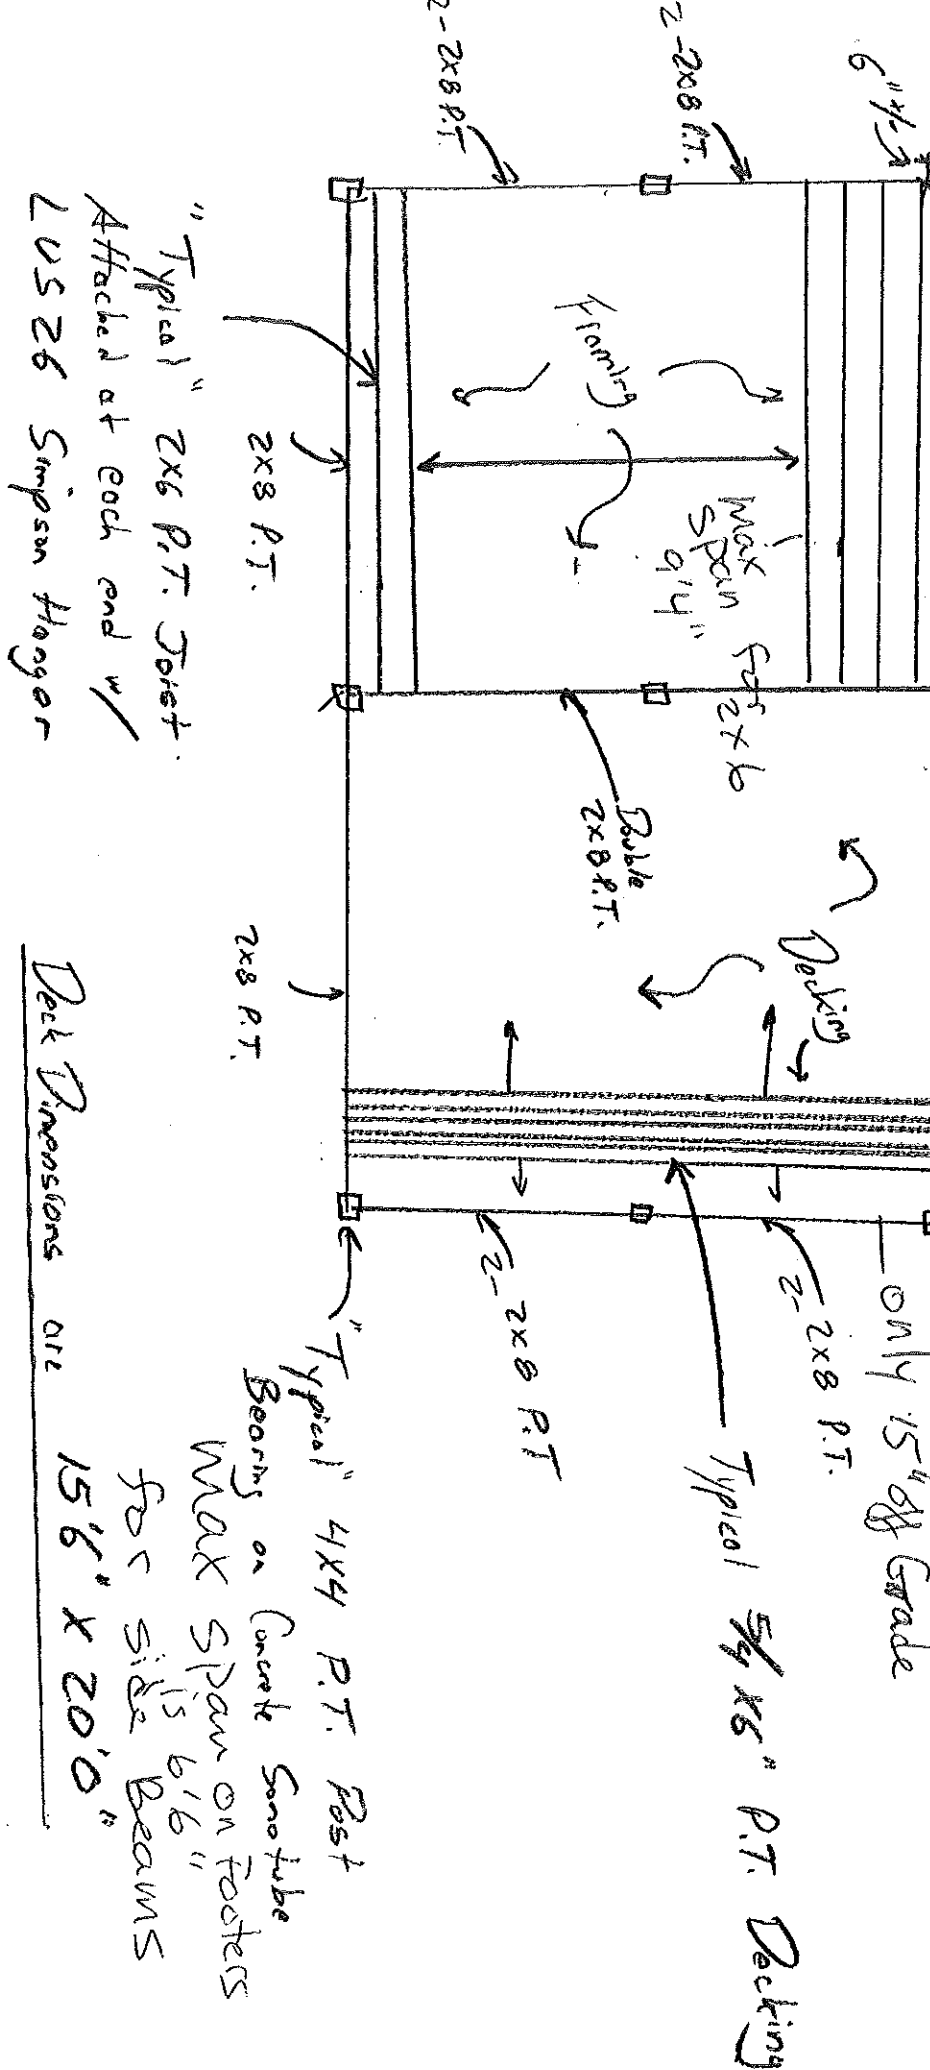 6" +/-
2-2x8 P.T.
2-2x8 P.T.
Framing
Max
Span
9'4"
for
2x6
Double
2x8 P.T.
Decking
only 15" off Grade
2-2x8 P.T.
2-2x8 P.T
Typical 5/4 x6" P.T. Decking
2x8 P.T.
2x8 P.T.
"Typical" 2x6 P.T. Joist
Attached at each end w/
LUS26 Simpson Hanger
"Typical" 4x4 P.T. Post
Bearing on Concrete Sonotube
Max Span on Footers
is 6'6"
for side Beams
Deck Dimensions are 15'6" x 20'0"